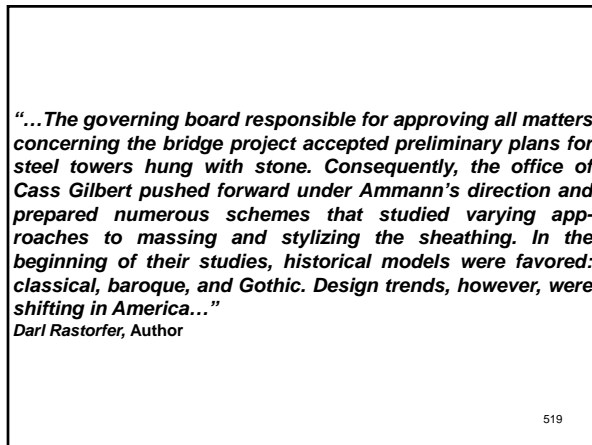 “…The governing board responsible for approving all matters
concerning the bridge project accepted preliminary plans for
steel towers hung with stone. Consequently, the office of
Cass Gilbert pushed forward under Ammann’s direction and
prepared numerous schemes that studied varying app-
roaches to massing and stylizing the sheathing. In the
beginning of their studies, historical models were favored:
classical, baroque, and Gothic. Design trends, however, were
shifting in America…”
Darl Rastorfer, Author
519